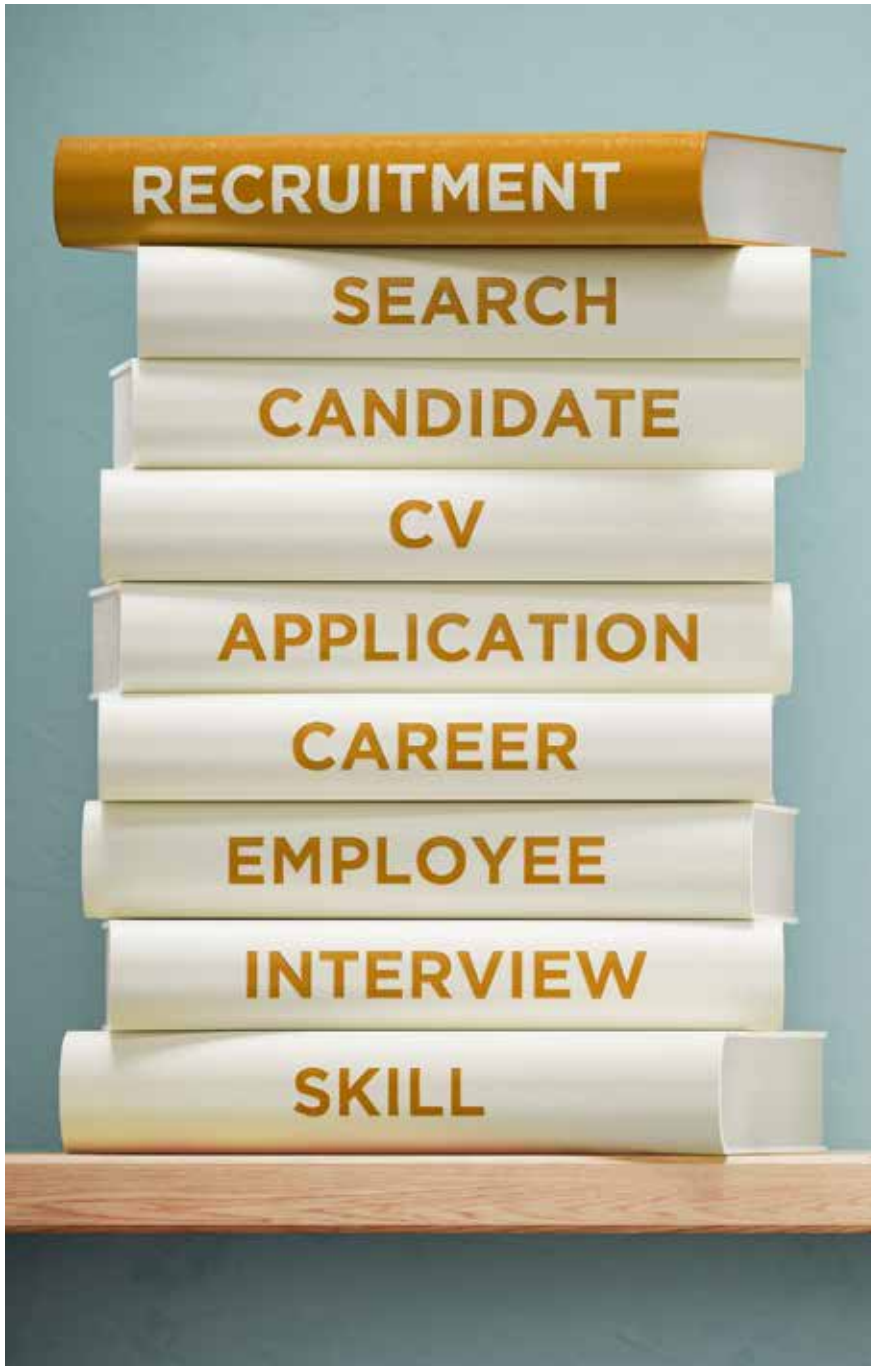 RECRUITMENT
SEARCH
CANDIDATE
CV
APPLICATION
CAREER
EMPLOYEE
INTERVIEW
SKILL